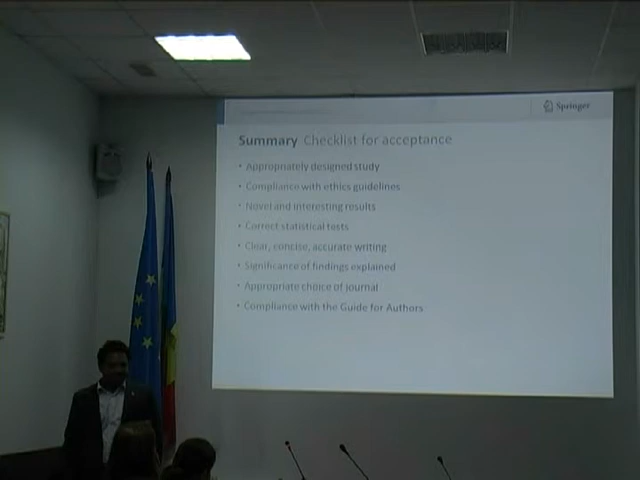 Springer
Summary Checklist for acceptance
• Appropriately designed study
• Compliance with ethics guidelines
• Novel and interesting results
• Correct statistical tests
• Clear, concise, accurate writing
• Significance of findings explained
• Appropriate choice of journal
• Compliance with the Guide for Authors